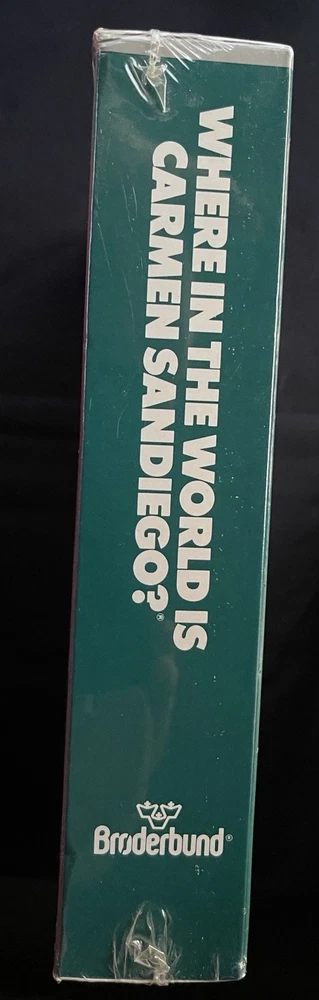 WHERE IN THE WORLD IS
CARMEN SANDIEGO?®
Brøderbund®